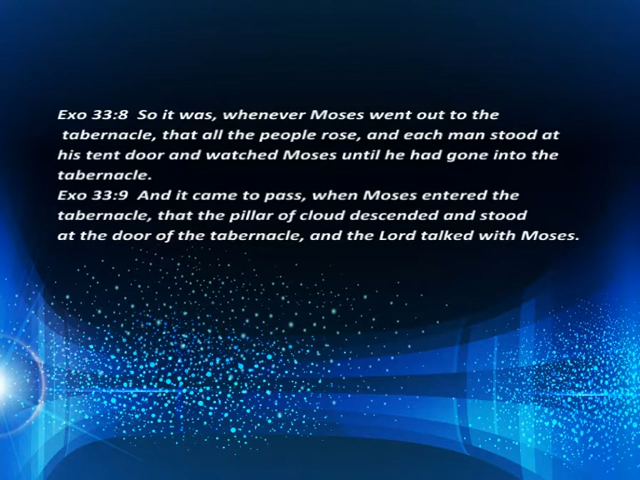 Exo 33:8  So it was, whenever Moses went out to the
tabernacle, that all the people rose, and each man stood at
his tent door and watched Moses until he had gone into the
tabernacle.
Exo 33:9  And it came to pass, when Moses entered the
tabernacle, that the pillar of cloud descended and stood
at the door of the tabernacle, and the Lord talked with Moses.